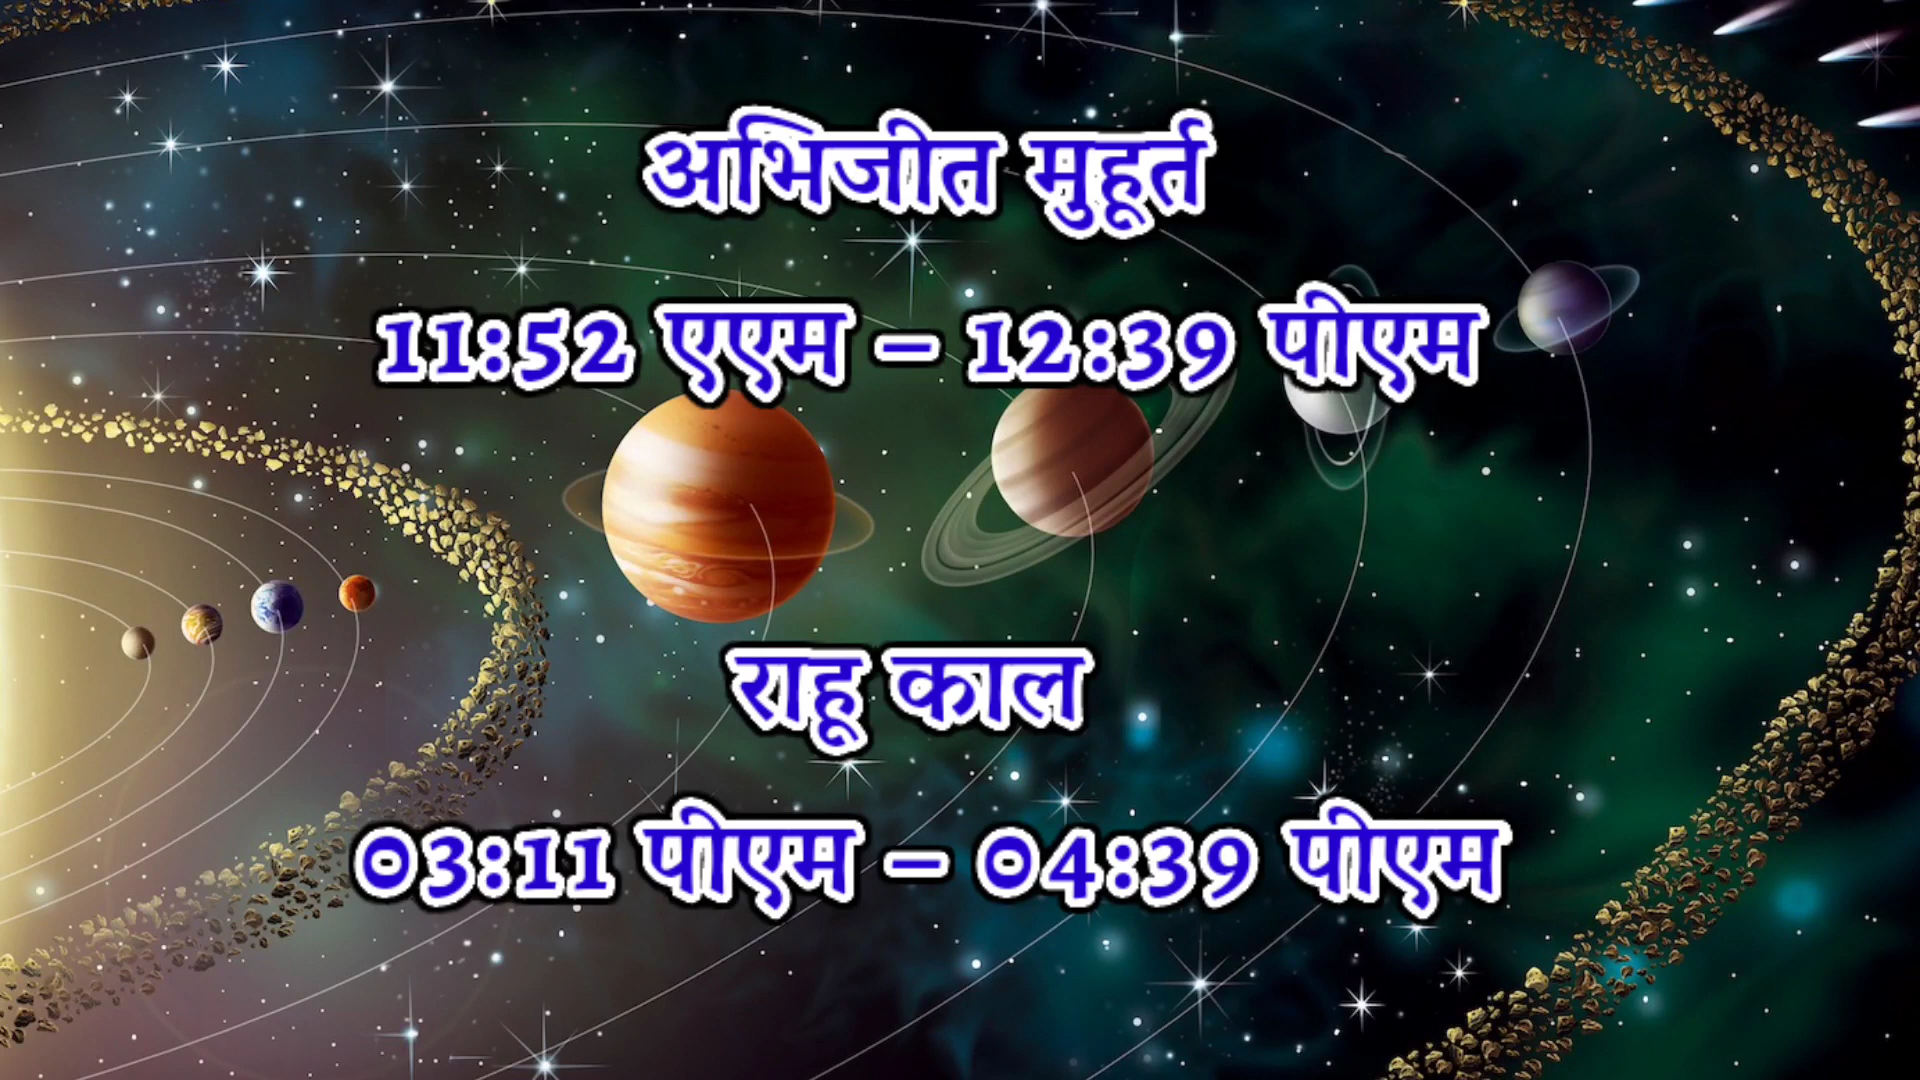 अभिजीत मुहूर्त
11:52 एएम – 12:39 पीएम
राहू काल
03:11 पीएम – 04:39 पीएम